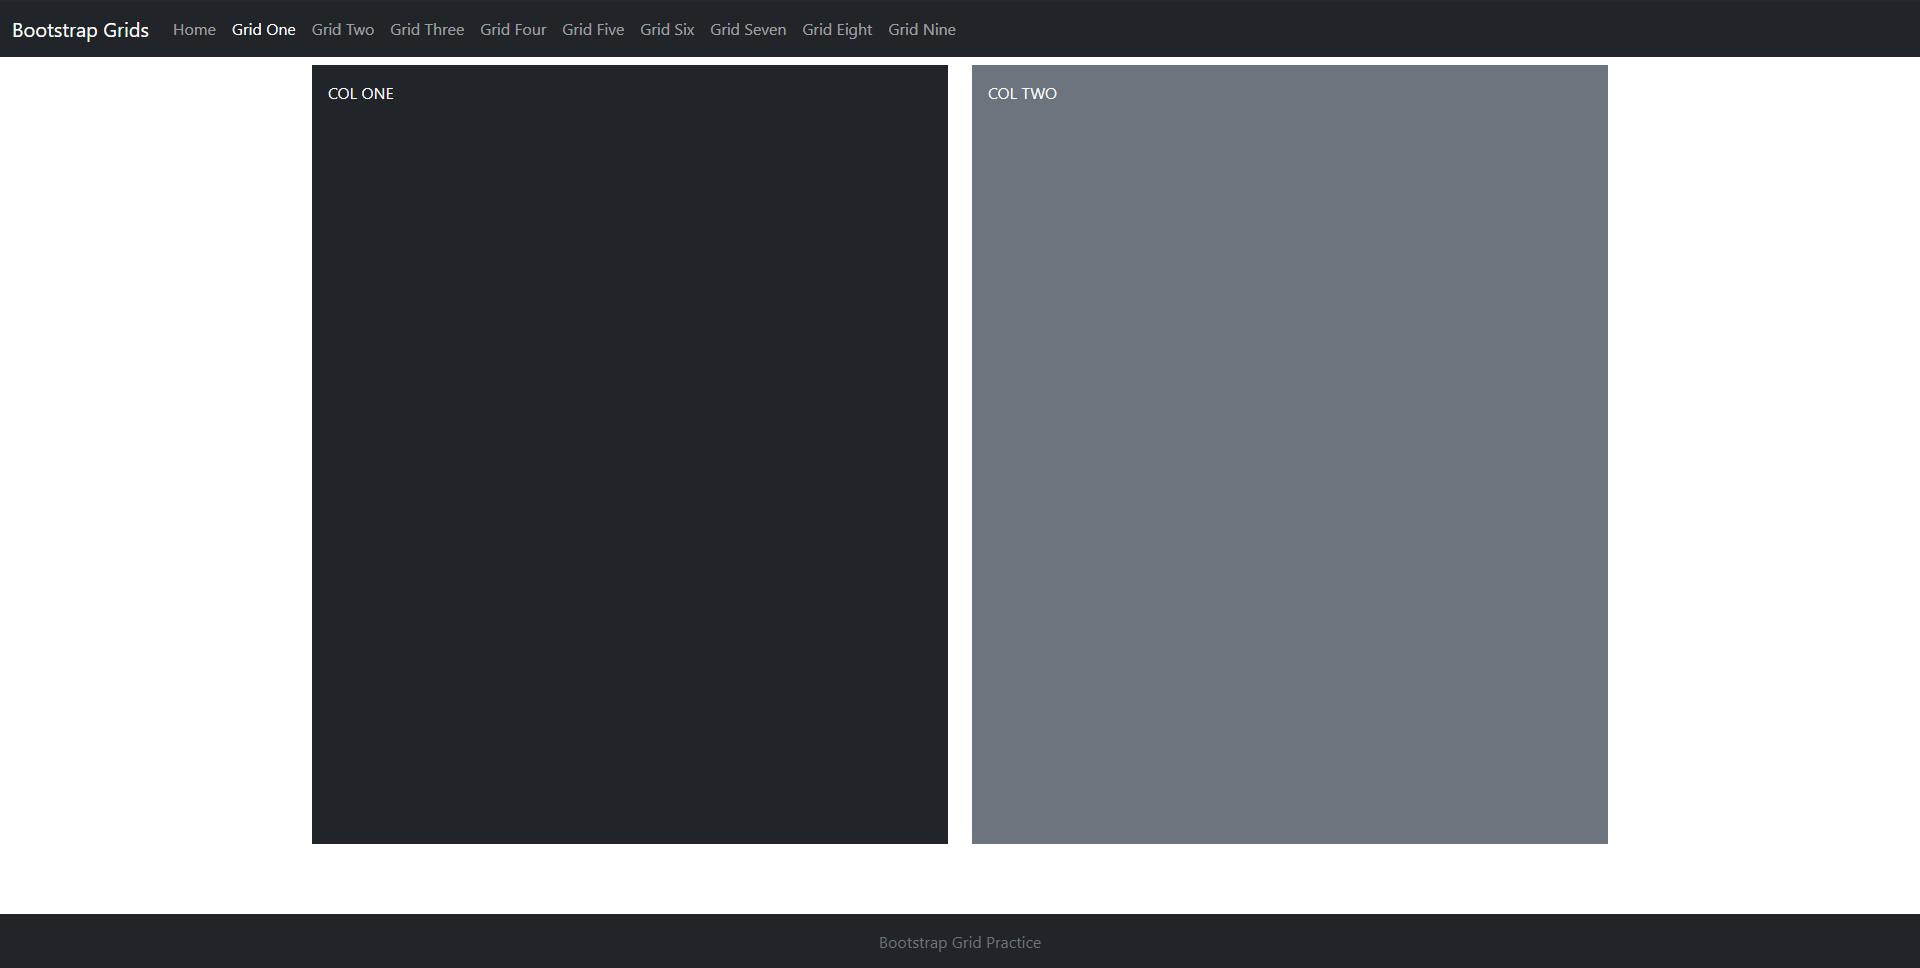 Bootstrap Grids Home Grid One Grid Two Grid Three Grid Four Grid Five Grid Six Grid Seven Grid Eight Grid Nine
COL ONE
COL TWO
Bootstrap Grid Practice